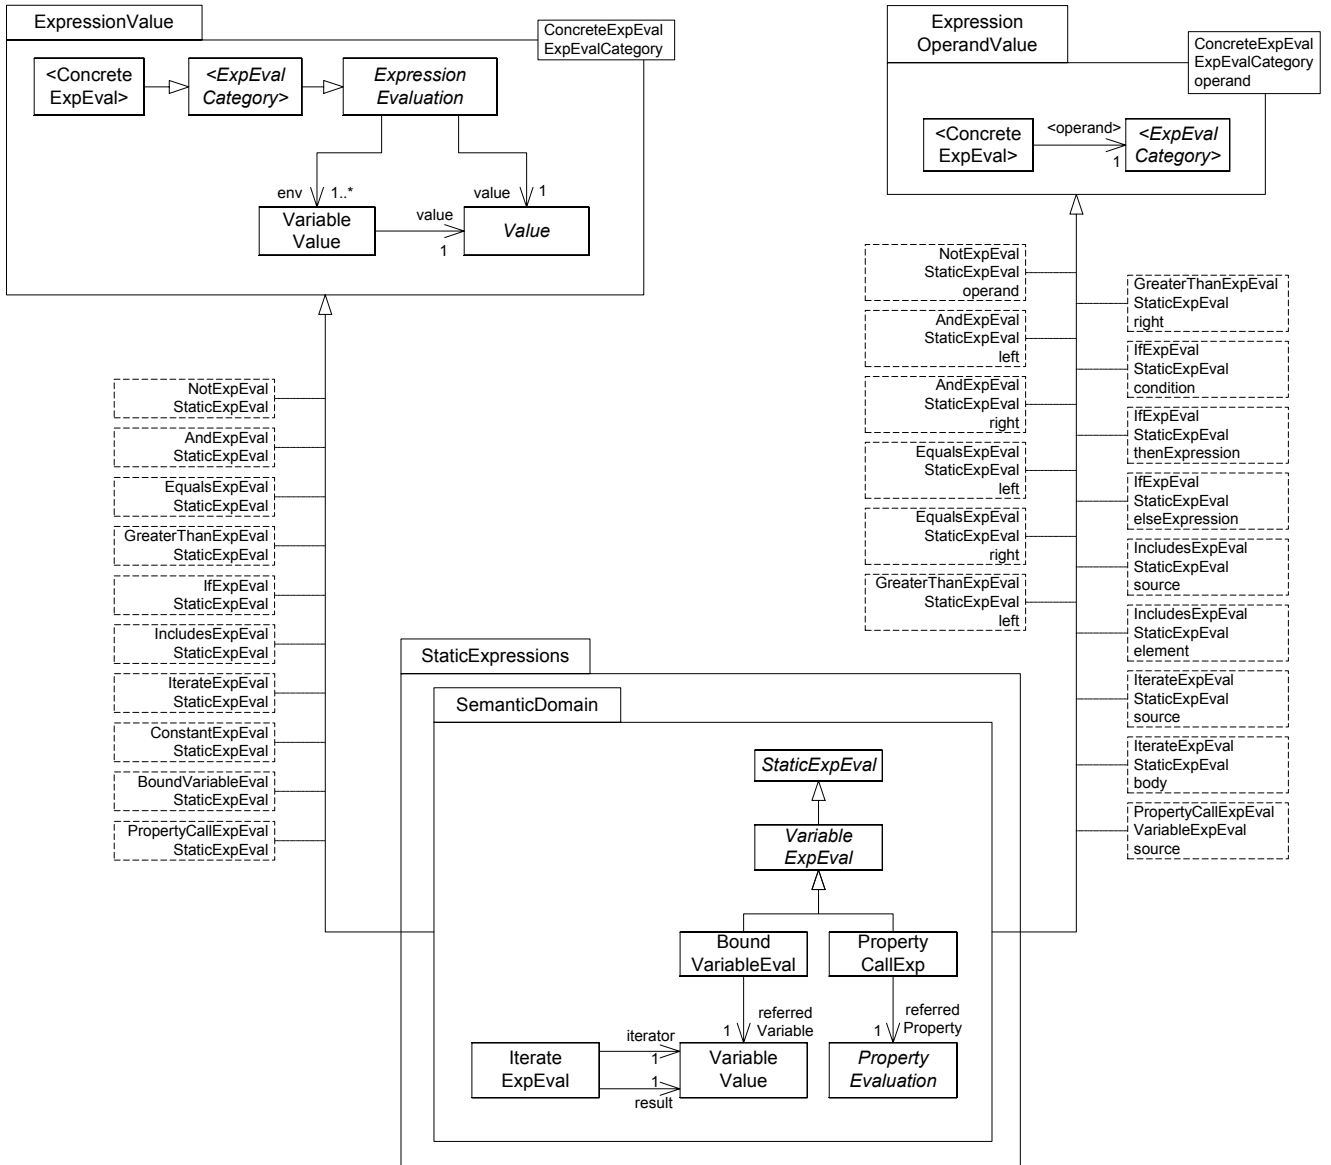 ExpressionValue
ConcreteExpEval
ExpEvalCategory
<Concrete
ExpEval>
<ExpEval
Category>
Expression
Evaluation
env
1..*
value
1
Variable
Value
value
1
Value
Expression
OperandValue
ConcreteExpEval
ExpEvalCategory
operand
<Concrete
ExpEval>
<operand>
1
<ExpEval
Category>
NotExpEval
StaticExpEval
AndExpEval
StaticExpEval
EqualsExpEval
StaticExpEval
GreaterThanExpEval
StaticExpEval
IfExpEval
StaticExpEval
IncludesExpEval
StaticExpEval
IterateExpEval
StaticExpEval
ConstantExpEval
StaticExpEval
BoundVariableEval
StaticExpEval
PropertyCallExpEval
StaticExpEval
NotExpEval
StaticExpEval
operand
AndExpEval
StaticExpEval
left
AndExpEval
StaticExpEval
right
EqualsExpEval
StaticExpEval
left
EqualsExpEval
StaticExpEval
right
GreaterThanExpEval
StaticExpEval
left
GreaterThanExpEval
StaticExpEval
right
IfExpEval
StaticExpEval
condition
IfExpEval
StaticExpEval
thenExpression
IfExpEval
StaticExpEval
elseExpression
IncludesExpEval
StaticExpEval
source
IncludesExpEval
StaticExpEval
element
IterateExpEval
StaticExpEval
source
IterateExpEval
StaticExpEval
body
PropertyCallExpEval
VariableExpEval
source
StaticExpressions
SemanticDomain
StaticExpEval
Variable
ExpEval
Bound
VariableEval
Property
CallExp
referred
Variable
1
referred
Property
1
Iterate
ExpEval
iterator
1
1
result
Variable
Value
Property
Evaluation